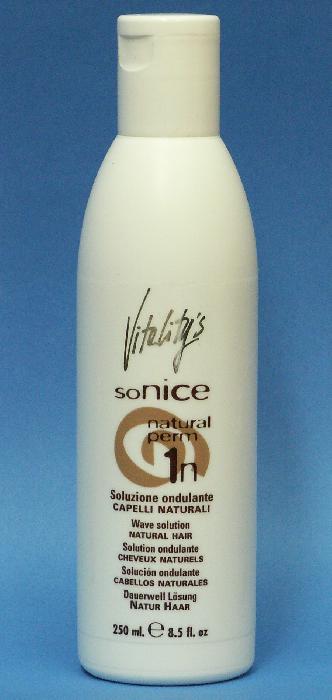 Vitality's
sonice
natural
perm
1n
Soluzione ondulante
CAPELLI NATURALI
Wave solution
NATURAL HAIR
Solution ondulante
CHEVEUX NATURELS
Solución ondulante
CABELLOS NATURALES
Dauerwell Lösung
NATUR HAAR
250 ml. ℮ 8.5 fl. oz